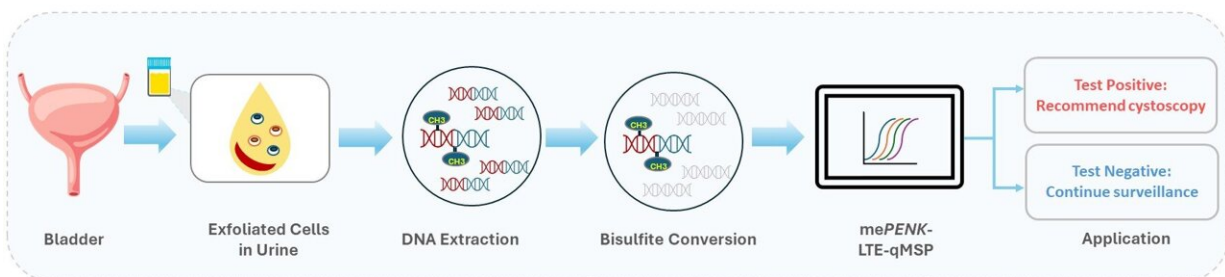 CH3
CH3
CH3
CH3
Test Positive:
Recommend cystoscopy
Test Negative:
Continue surveillance
Bladder
Exfoliated Cells
in Urine
DNA Extraction
Bisulfite Conversion
mePENK-
LTE-qMSP
Application